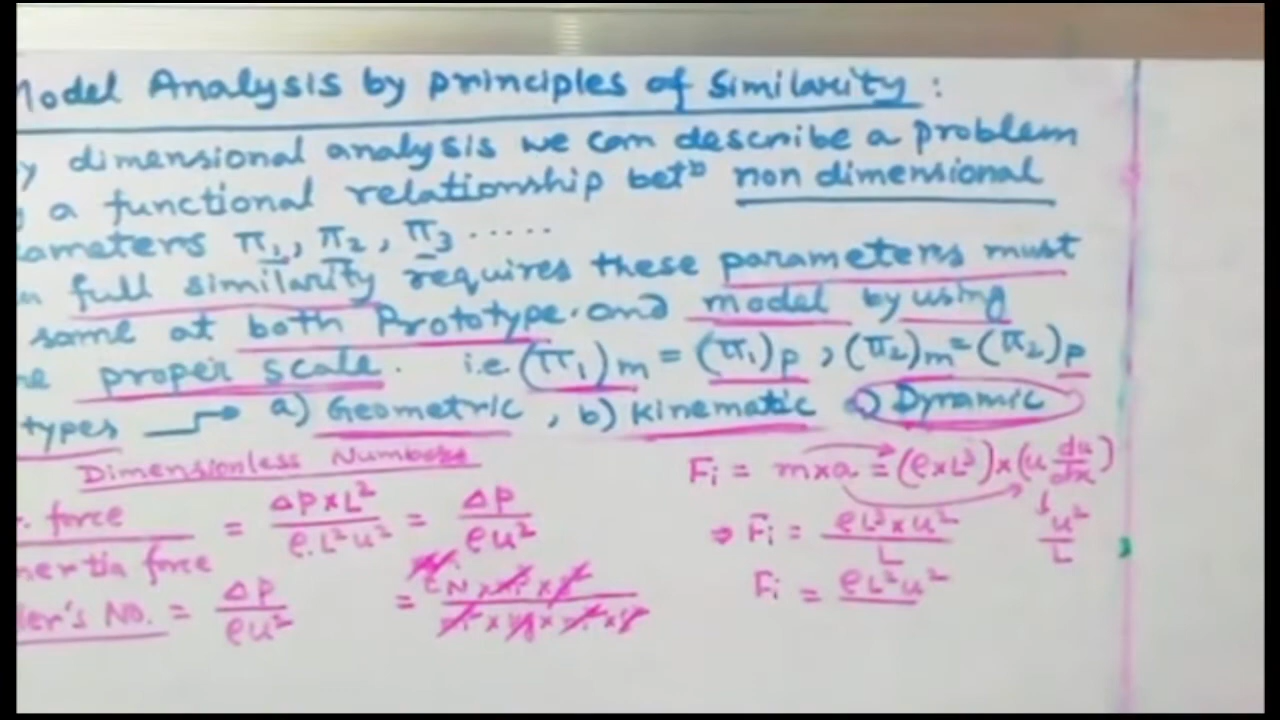 Model Analysis by principles of Similarity :
y dimensional analysis we can describe a problem
g a functional relationship betⁿ non dimensional
ameters π₁, π₂, π₃ .....
full similarity requires these parameters must
same at both Prototype and model by using
proper scale. i.e (π₁)m = (π₁)p , (π₂)m = (π₂)p
types → a) Geometric , b) Kinematic c) Dynamic
Dimensionless Numbers
force / nertia force = ΔP×L² / ρ.L²u² = ΔP / ρu²
ler's No. = ΔP / ρu²
Fi = m×a = (ρ×L³)×(u du/dx)
⇒ Fi = ρL³×u² / L
u² / L
Fi = ρL²u²